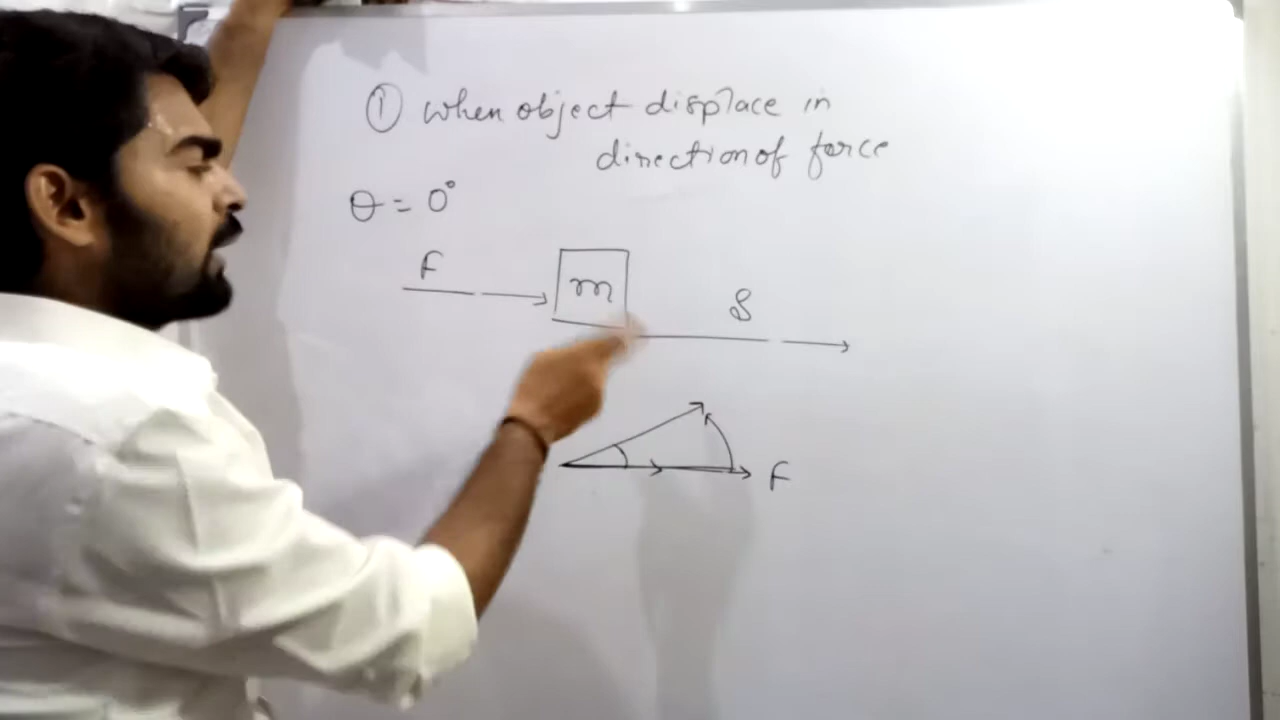 ① When object displace in
direction of force
θ = 0°
F
m
S
F